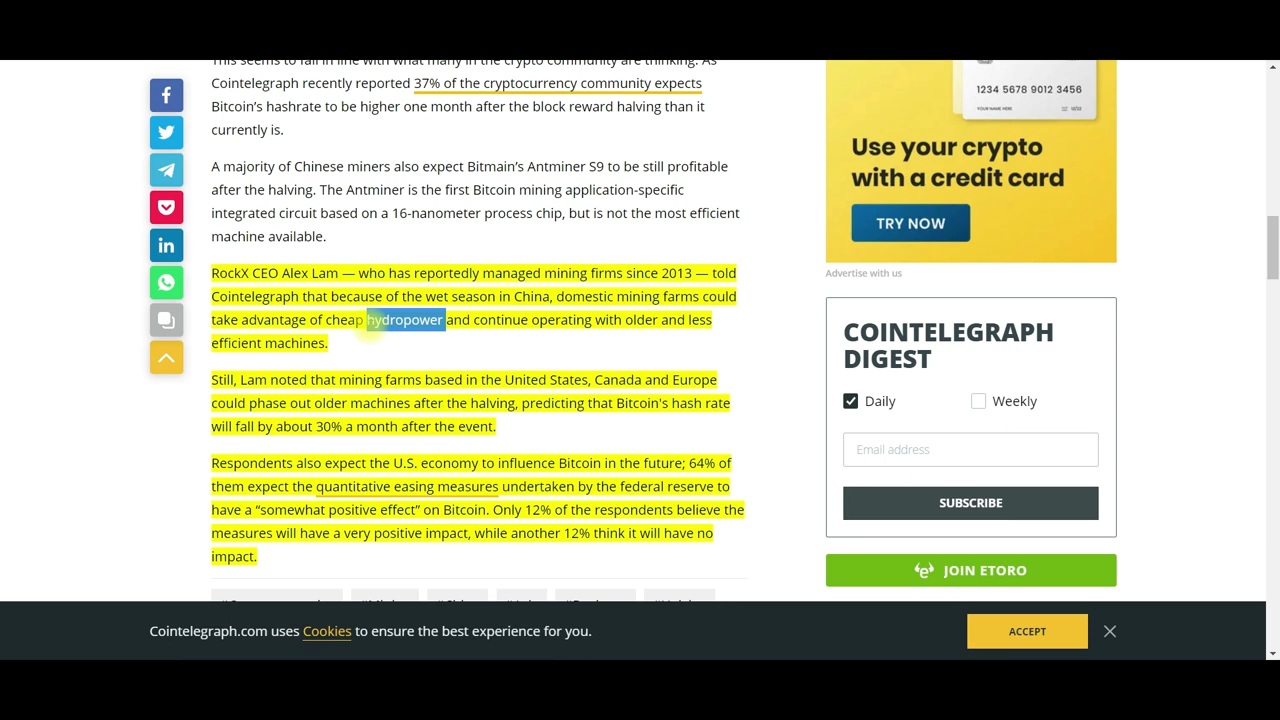 This seems to fall in line with what many in the crypto community are thinking. As
Cointelegraph recently reported 37% of the cryptocurrency community expects
Bitcoin’s hashrate to be higher one month after the block reward halving than it
currently is.
A majority of Chinese miners also expect Bitmain’s Antminer S9 to be still profitable
after the halving. The Antminer is the first Bitcoin mining application-specific
integrated circuit based on a 16-nanometer process chip, but is not the most efficient
machine available.
RockX CEO Alex Lam — who has reportedly managed mining firms since 2013 — told
Cointelegraph that because of the wet season in China, domestic mining farms could
take advantage of cheap hydropower and continue operating with older and less
efficient machines.
Still, Lam noted that mining farms based in the United States, Canada and Europe
could phase out older machines after the halving, predicting that Bitcoin's hash rate
will fall by about 30% a month after the event.
Respondents also expect the U.S. economy to influence Bitcoin in the future; 64% of
them expect the quantitative easing measures undertaken by the federal reserve to
have a “somewhat positive effect” on Bitcoin. Only 12% of the respondents believe the
measures will have a very positive impact, while another 12% think it will have no
impact.
1234 5678 9012 3456
YOUR NAME HERE
Use your crypto
with a credit card
TRY NOW
Advertise with us
COINTELEGRAPH
DIGEST
Daily
Weekly
Email address
SUBSCRIBE
JOIN ETORO
Cointelegraph.com uses Cookies to ensure the best experience for you.
ACCEPT